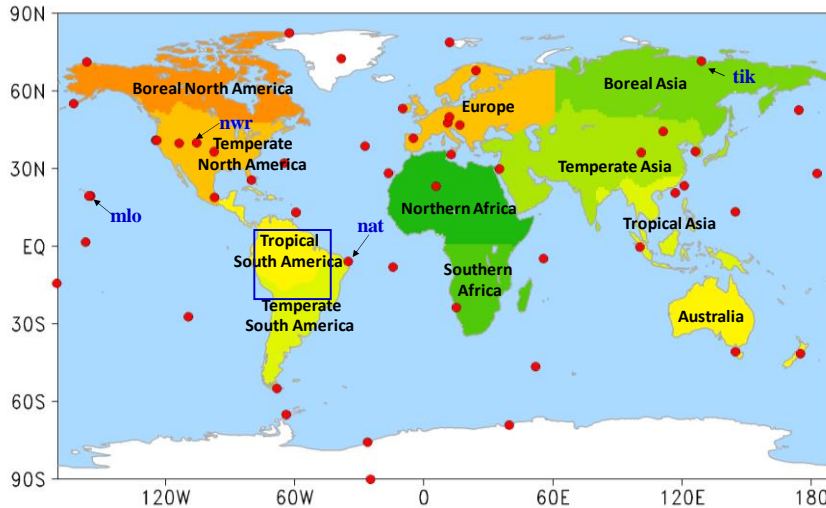 90N
60N
30N
EQ
30S
60S
90S
Boreal North America
Boreal Asia
tik
Europe
nwr
Temperate
North America
Temperate Asia
mlo
Northern Africa
nat
Tropical Asia
Tropical
South America
Southern
Africa
Temperate
South America
Australia
120W
60W
0
60E
120E
180